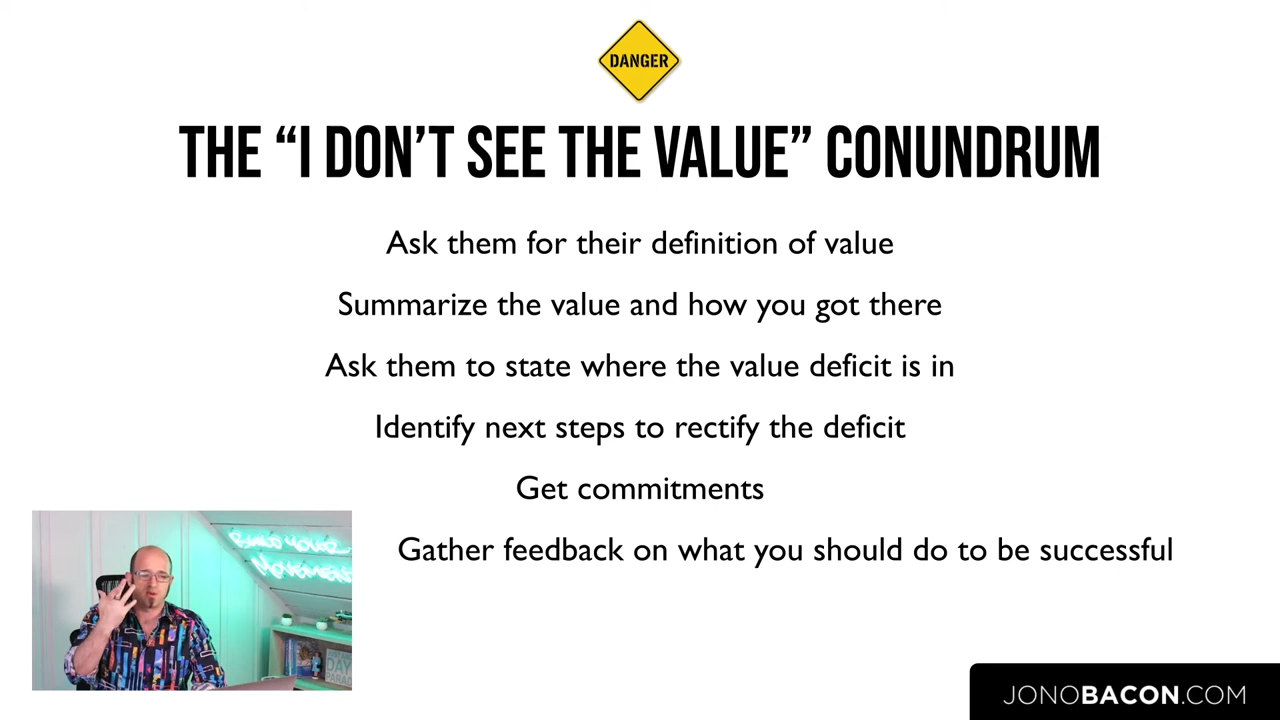 DANGER
THE “I DON’T SEE THE VALUE” CONUNDRUM
Ask them for their definition of value
Summarize the value and how you got there
Ask them to state where the value deficit is in
Identify next steps to rectify the deficit
Get commitments
Gather feedback on what you should do to be successful
JONOBACON.COM